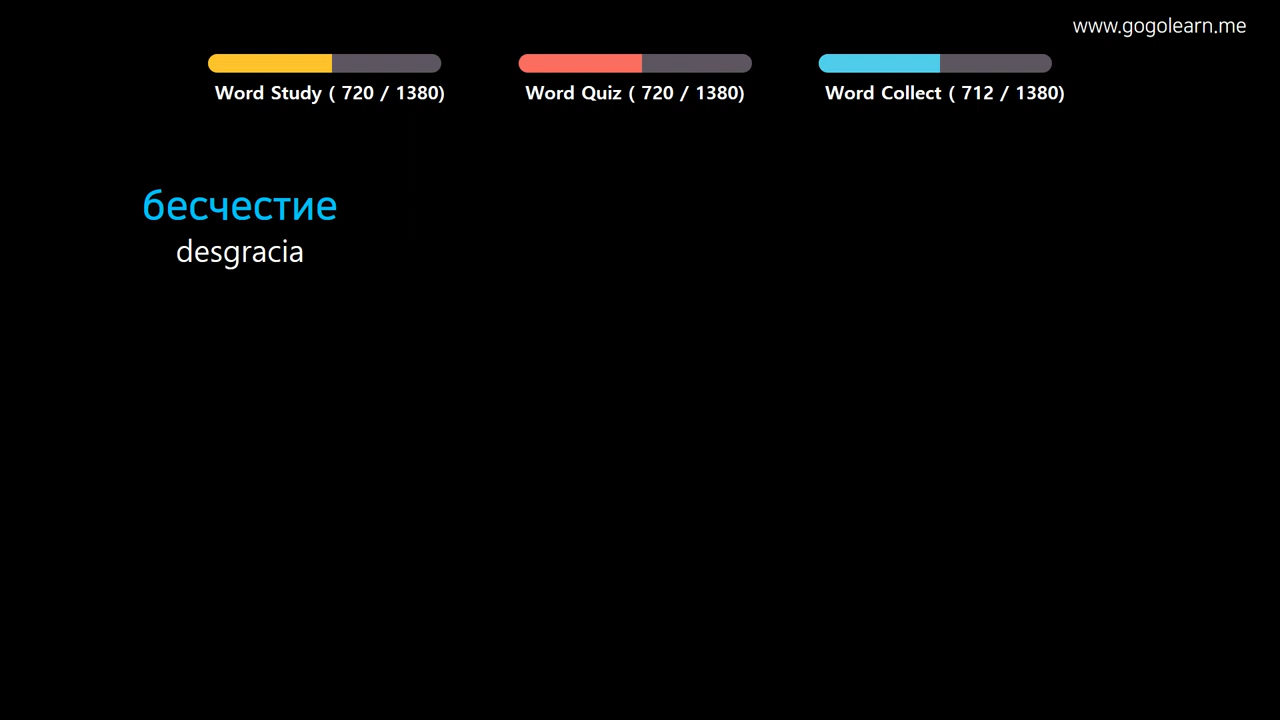 www.gogolearn.me
Word Study ( 720 / 1380)
Word Quiz ( 720 / 1380)
Word Collect ( 712 / 1380)
бесчестие
desgracia